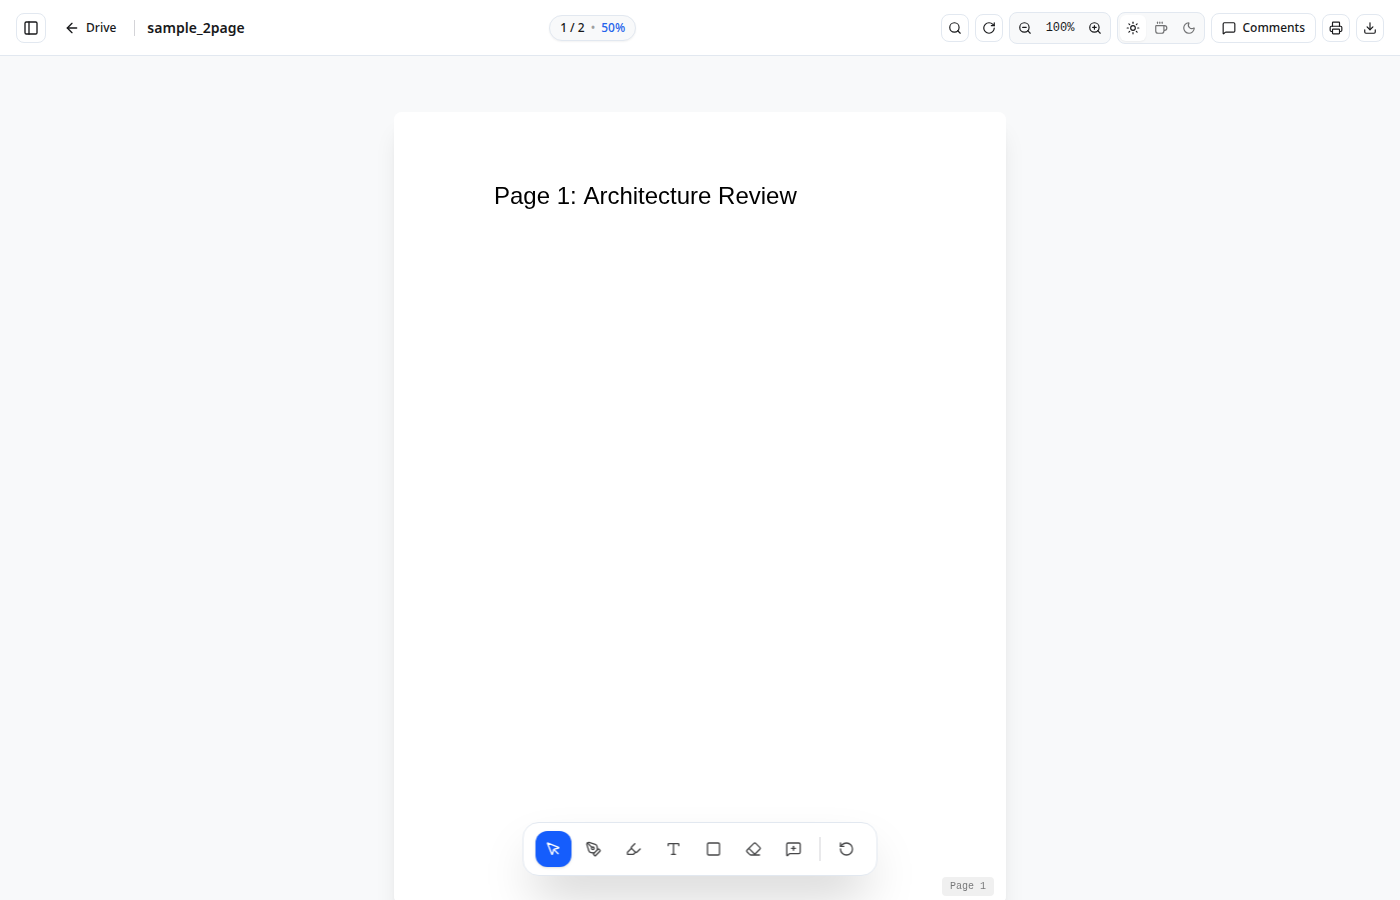 Drive
sample_2page
1 / 2 • 50%
100%
Comments
Page 1: Architecture Review
Page 1